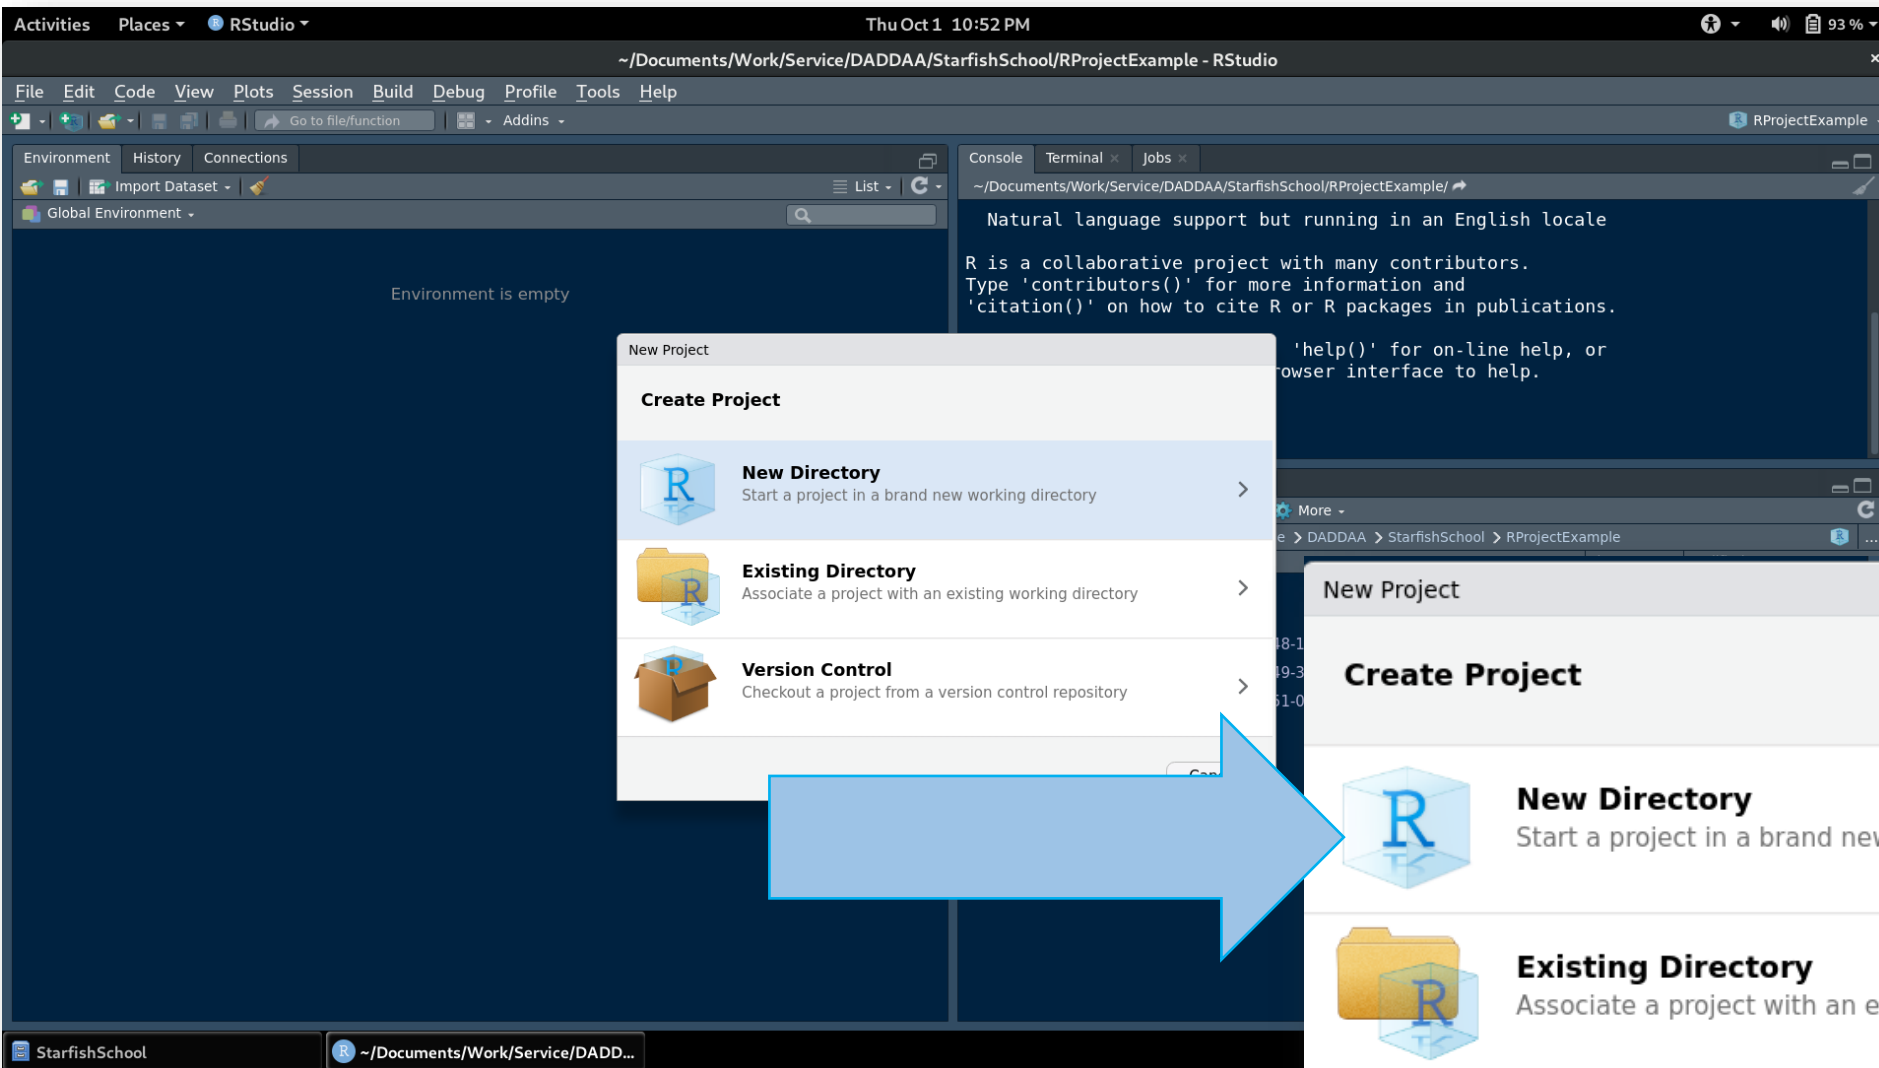 Activities Places RStudio Thu Oct 1 10:52 PM 93 %
~/Documents/Work/Service/DADDAA/StarfishSchool/RProjectExample - RStudio
File Edit Code View Plots Session Build Debug Profile Tools Help
Go to file/function Addins RProjectExample
Environment History Connections
Import Dataset List
Global Environment
Environment is empty
Console Terminal Jobs
~/Documents/Work/Service/DADDAA/StarfishSchool/RProjectExample/
Natural language support but running in an English locale
R is a collaborative project with many contributors.
Type 'contributors()' for more information and
'citation()' on how to cite R or R packages in publications.
'help()' for on-line help, or
rowser interface to help.
More
e DADDAA StarfishSchool RProjectExample
48-1
49-3
51-0
New Project
Create Project
New Directory
Start a project in a brand new working directory
Existing Directory
Associate a project with an existing working directory
Version Control
Checkout a project from a version control repository
New Project
Create Project
New Directory
Start a project in a brand new
Existing Directory
Associate a project with an e
StarfishSchool ~/Documents/Work/Service/DADD...